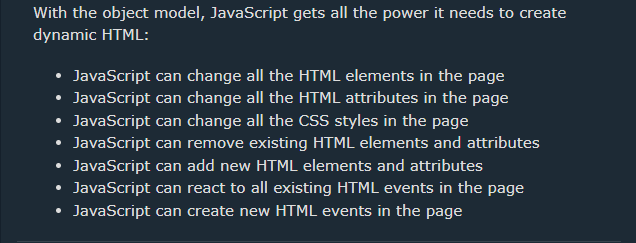 With the object model, JavaScript gets all the power it needs to create
dynamic HTML:
• JavaScript can change all the HTML elements in the page
• JavaScript can change all the HTML attributes in the page
• JavaScript can change all the CSS styles in the page
• JavaScript can remove existing HTML elements and attributes
• JavaScript can add new HTML elements and attributes
• JavaScript can react to all existing HTML events in the page
• JavaScript can create new HTML events in the page